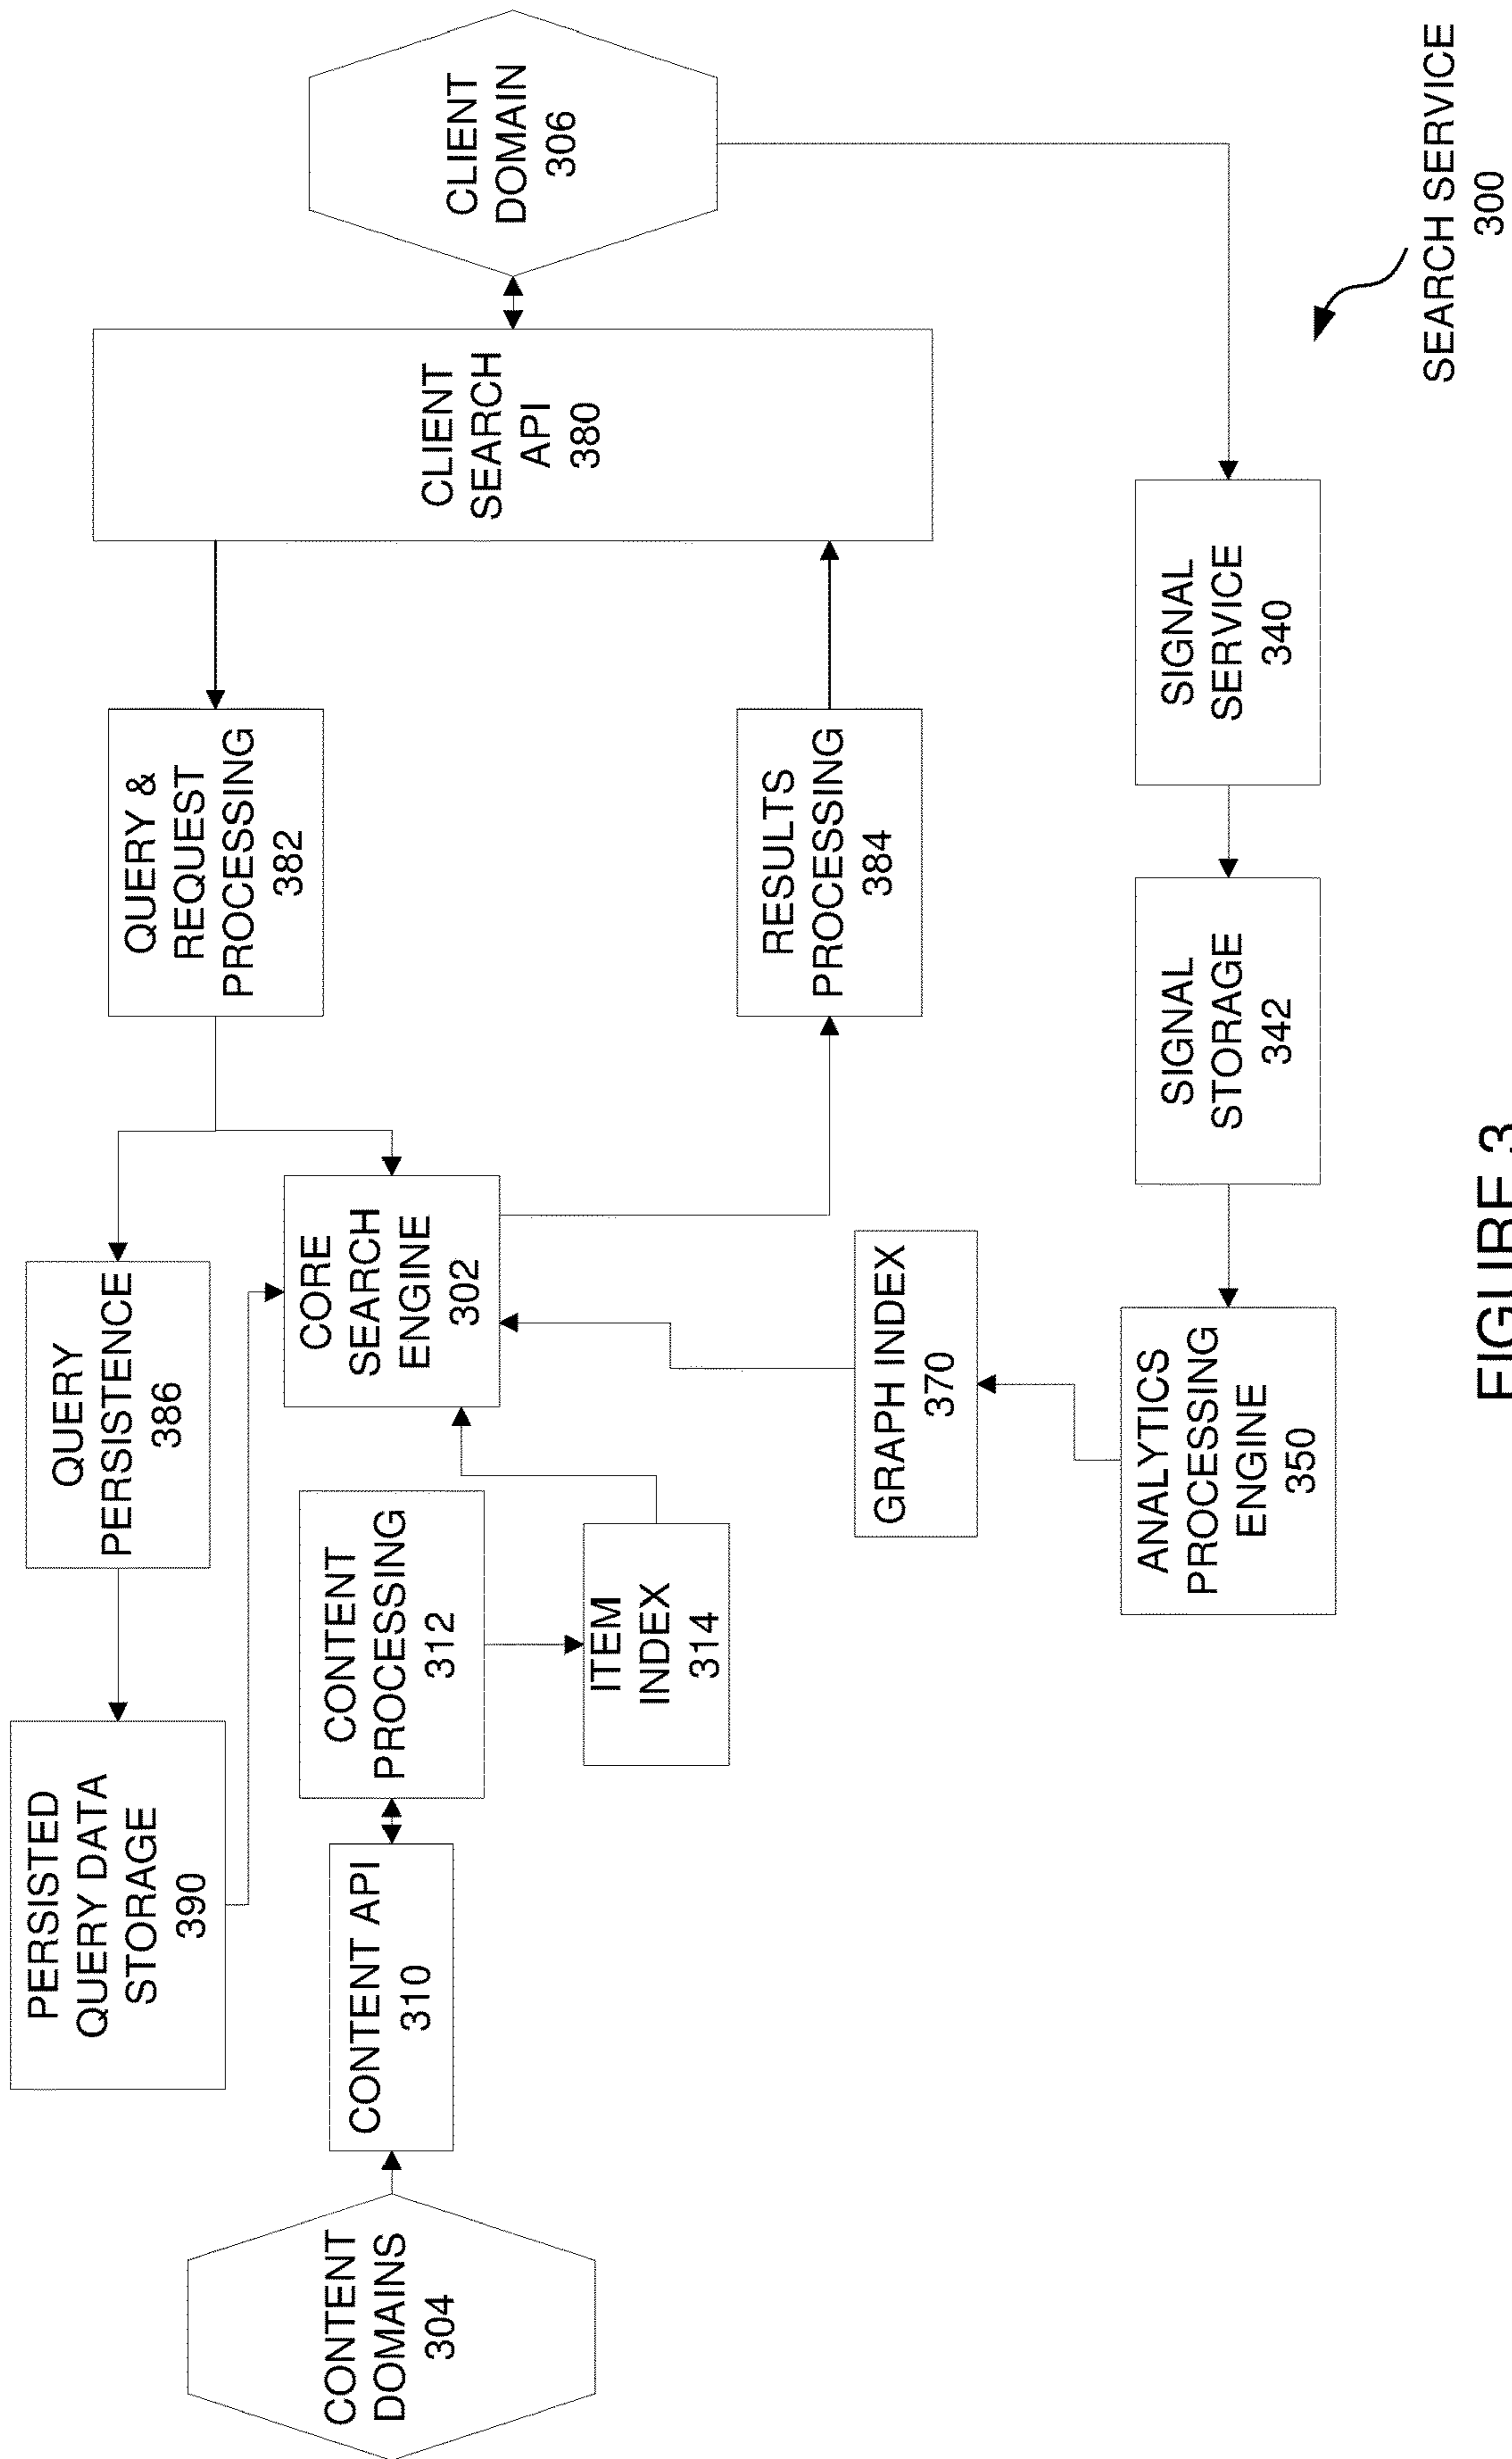 PERSISTED
QUERY DATA
STORAGE
390
QUERY
PERSISTENCE
386
QUERY &
REQUEST
PROCESSING
382
CONTENT
DOMAINS
304
CONTENT API
310
CONTENT
PROCESSING
312
CORE
SEARCH
ENGINE
302
CLIENT
SEARCH
API
380
CLIENT
DOMAIN
306
ITEM
INDEX
314
RESULTS
PROCESSING
384
GRAPH INDEX
370
ANALYTICS
PROCESSING
ENGINE
350
SIGNAL
STORAGE
342
SIGNAL
SERVICE
340
SEARCH SERVICE
300
FIGURE 3